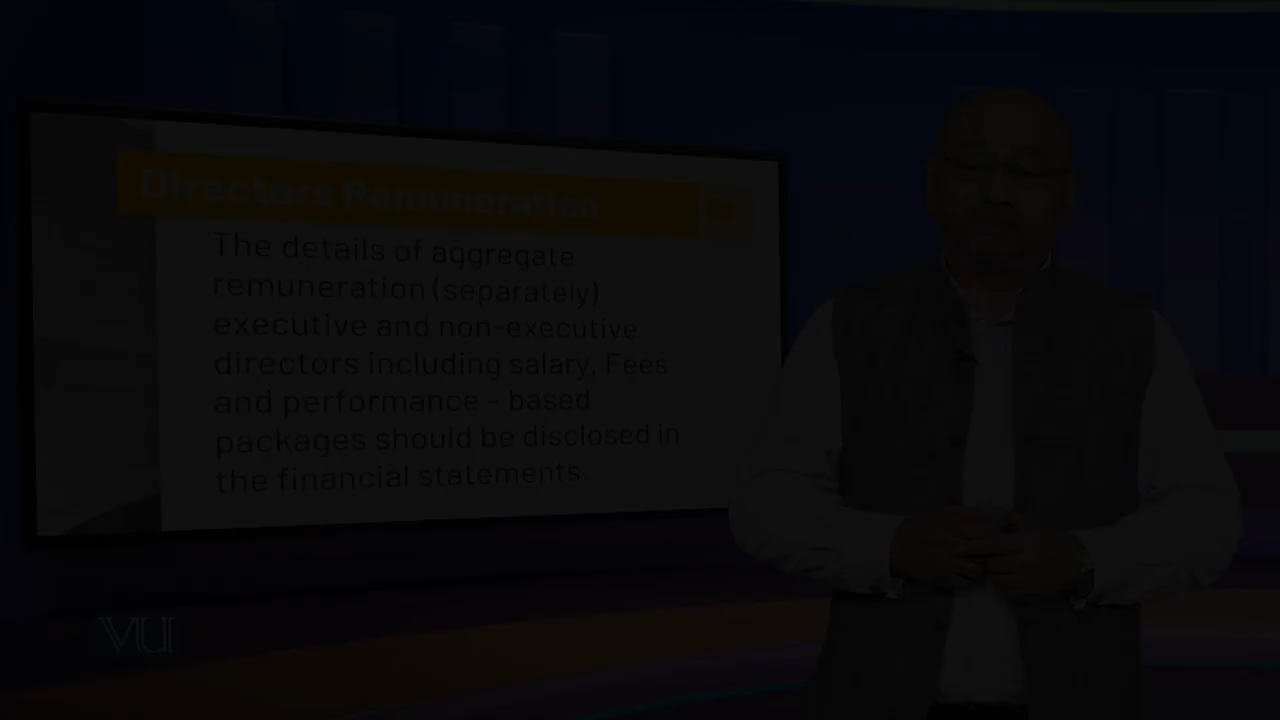 Directors Remuneration
The details of aggregate
remuneration (separately)
executive and non-executive
directors including salary, Fees
and performance - based
packages should be disclosed in
the financial statements.
VU